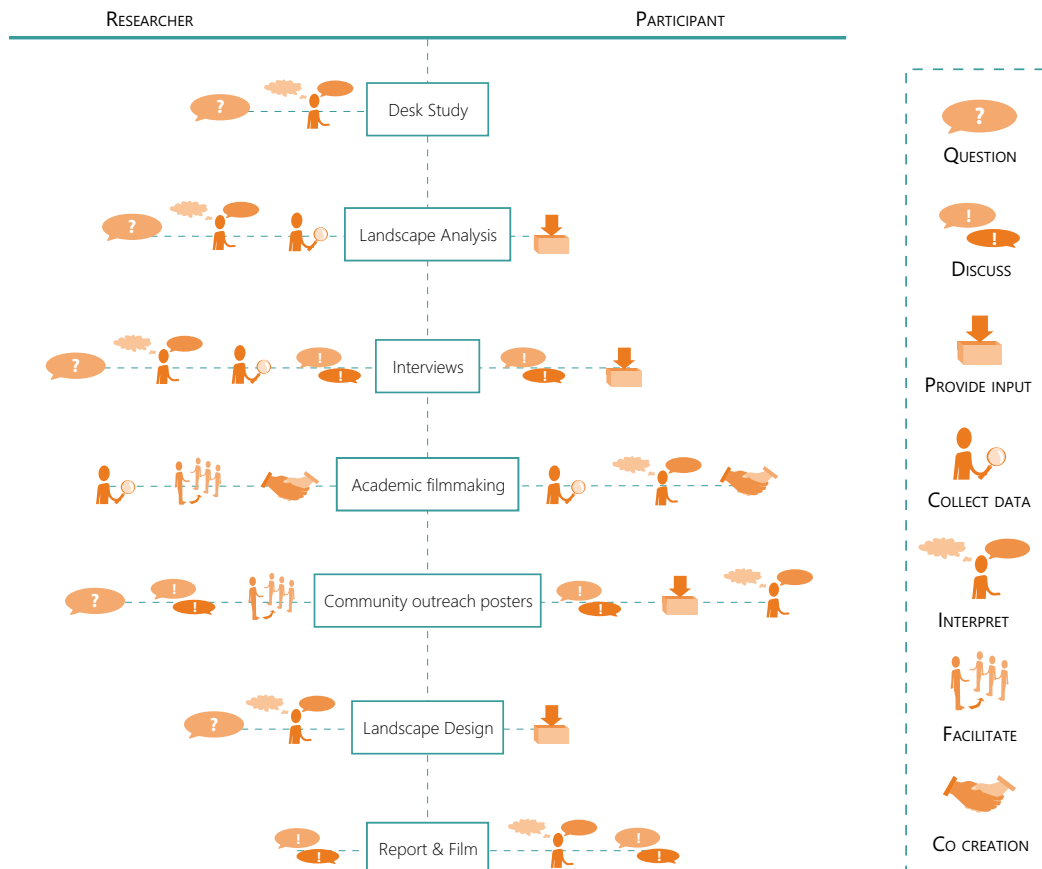 Researcher
Participant
?
Desk Study
?
Landscape Analysis
?
!
!
Interviews
!
!
Academic filmmaking
?
!
!
Community outreach posters
!
!
?
Landscape Design
!
!
Report & Film
!
!
?
Question
!
!
Discuss
Provide input
Collect data
Interpret
Facilitate
Co creation